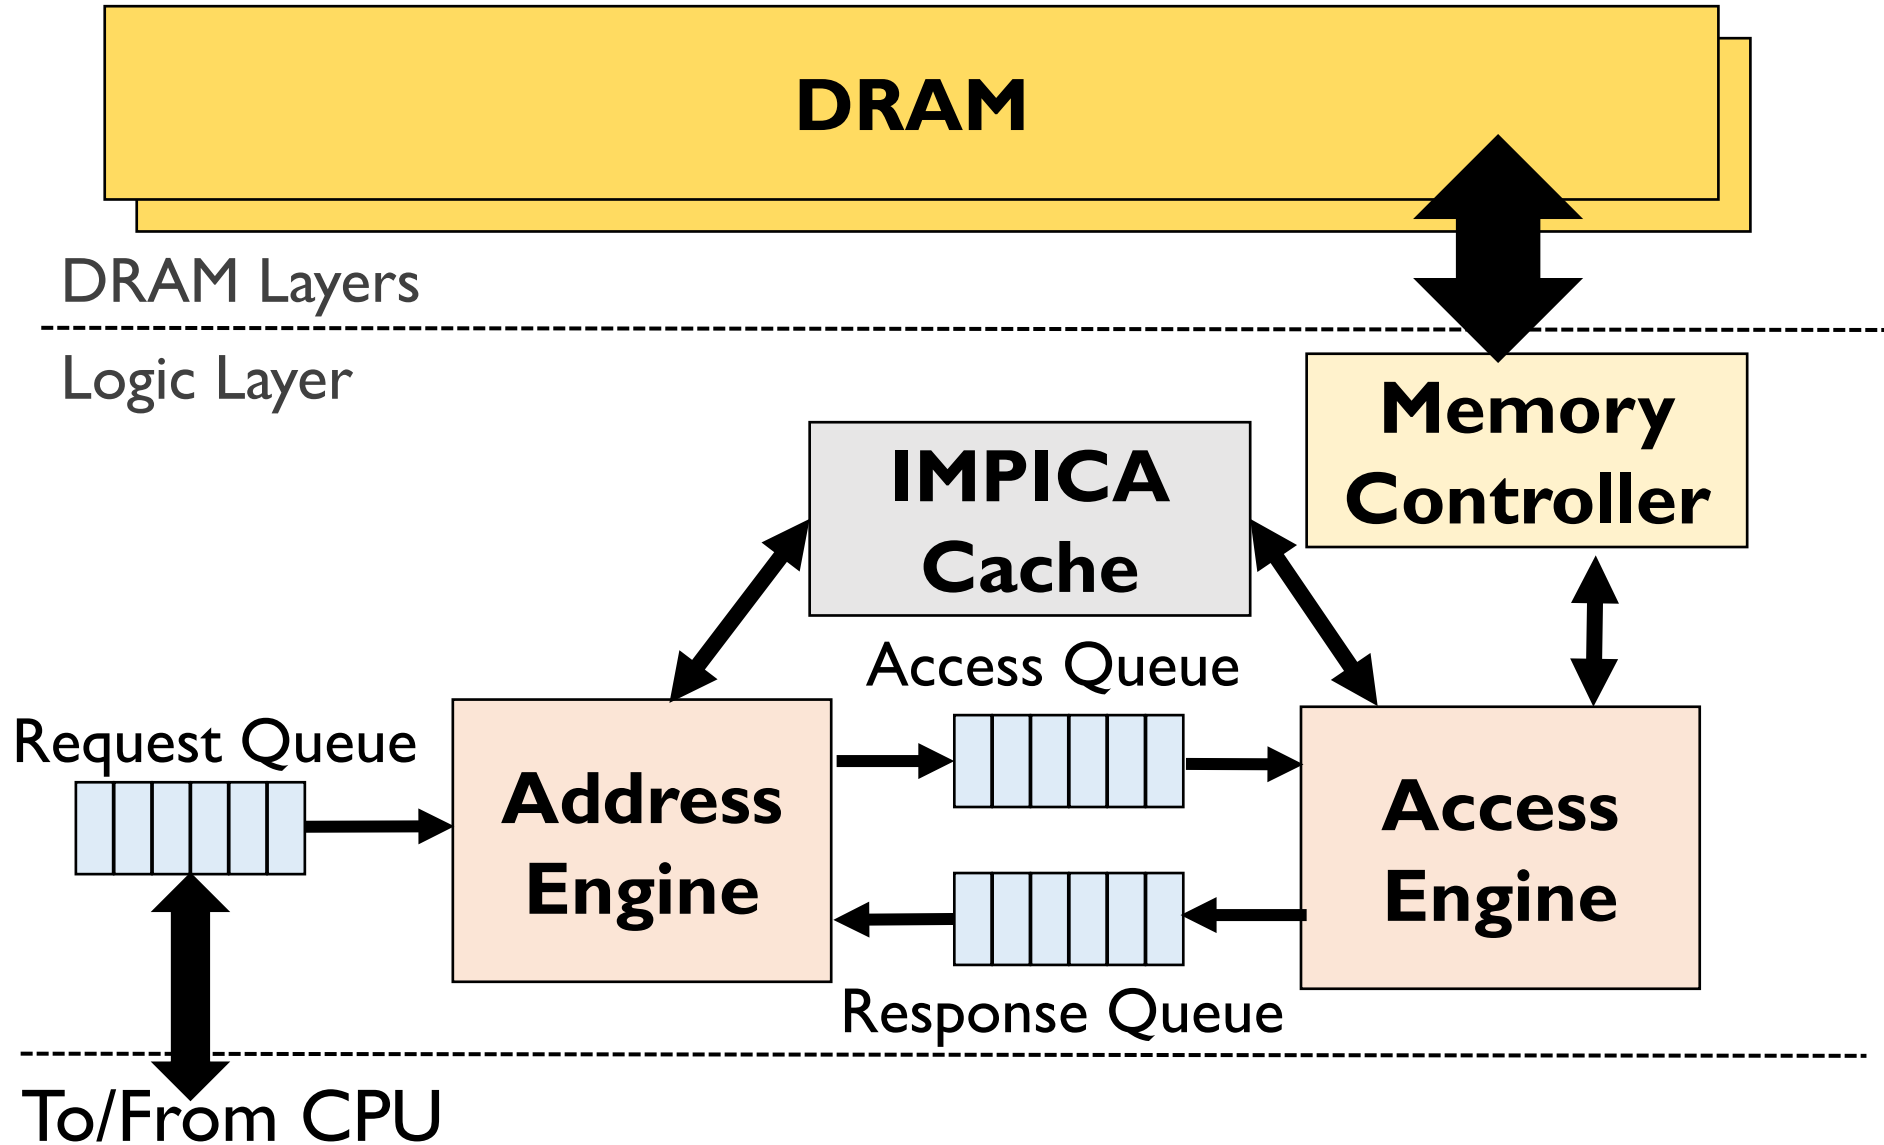 DRAM
DRAM Layers
Logic Layer
Memory
Controller
IMPICA
Cache
Access Queue
Request Queue
Address
Engine
Access
Engine
Response Queue
To/From CPU